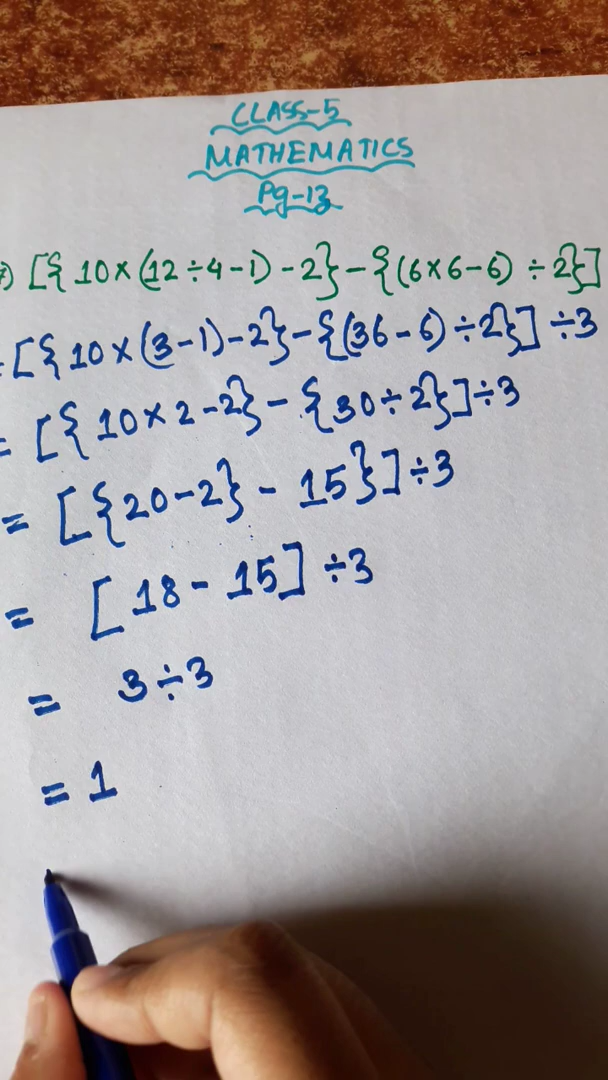 CLASS-5
MATHEMATICS
Pg-13
) [{10×(12÷4-1)-2}-{(6×6-6)÷2}]
=[{10×(3-1)-2}-{(36-6)÷2}]÷3
=[{10×2-2}-{30÷2}]÷3
=[{20-2}-15}]÷3
=[18-15]÷3
=3÷3
=1